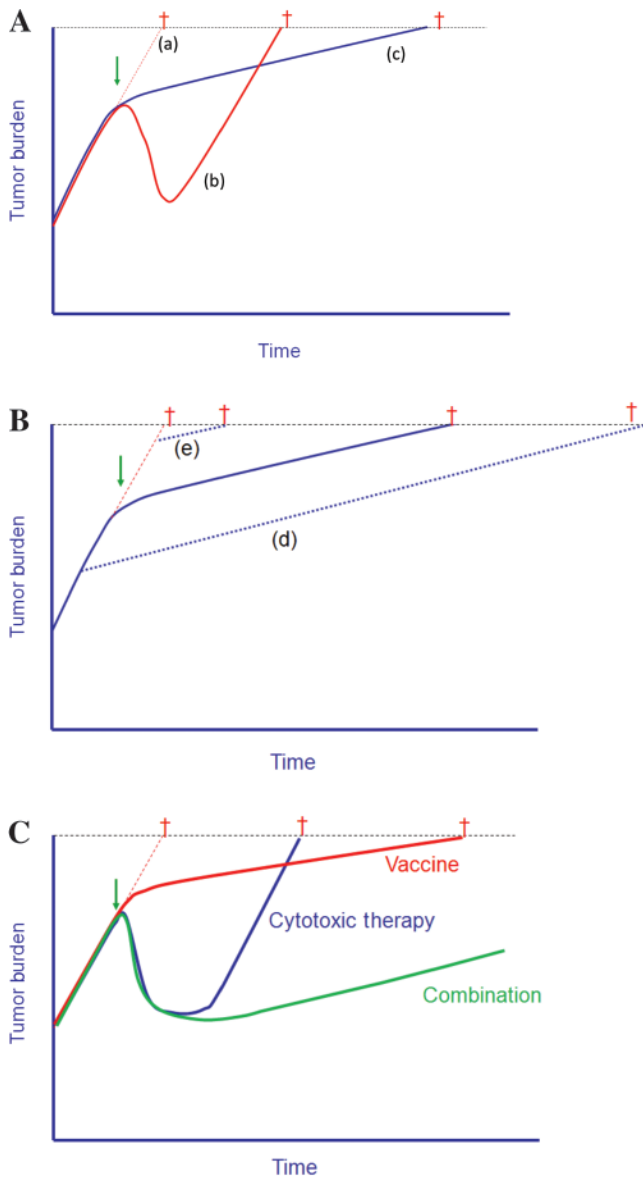 A
(a)
(c)
(b)
Tumor burden
Time
B
(e)
(d)
Tumor burden
Time
C
Vaccine
Cytotoxic therapy
Combination
Tumor burden
Time